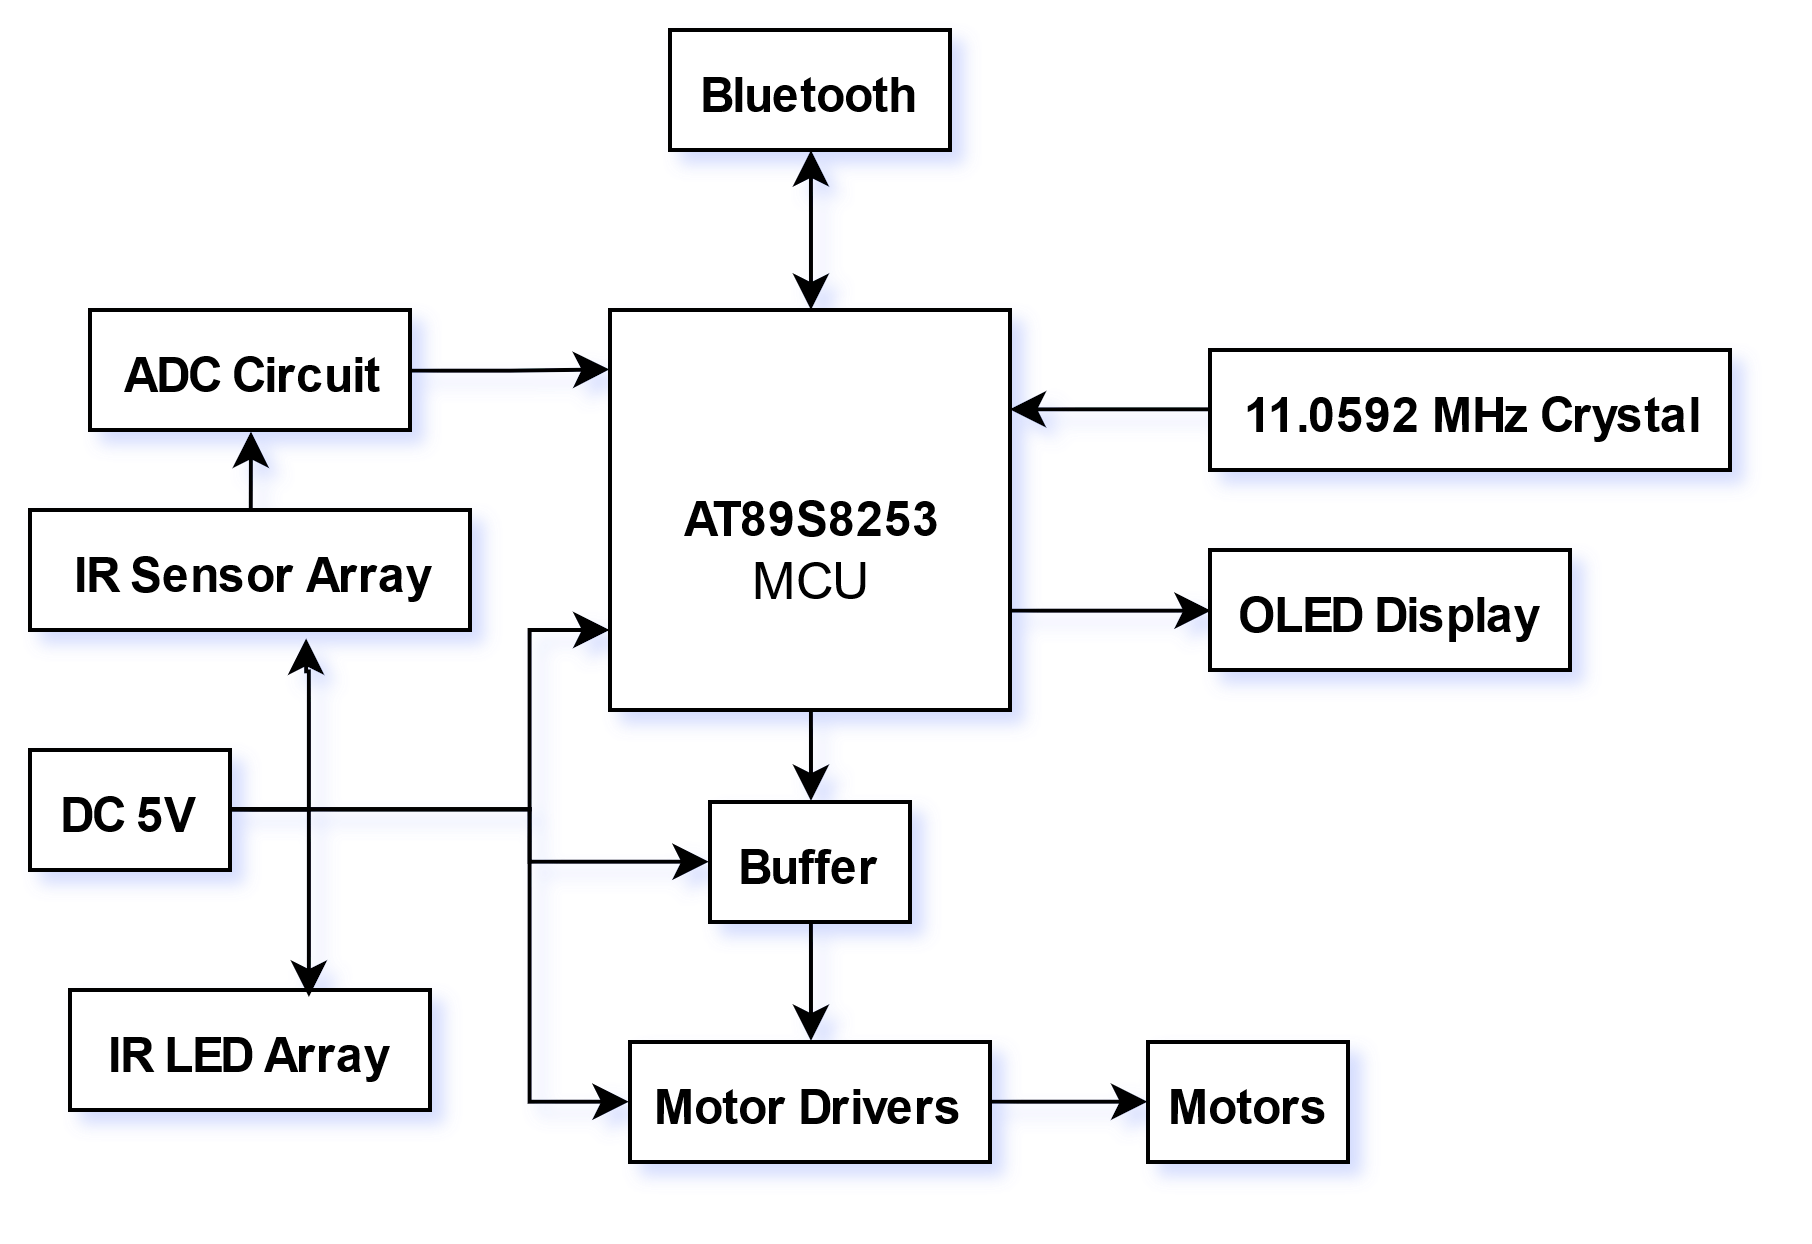 Bluetooth
ADC Circuit
11.0592 MHz Crystal
AT89S8253
MCU
IR Sensor Array
OLED Display
DC 5V
Buffer
IR LED Array
Motor Drivers
Motors